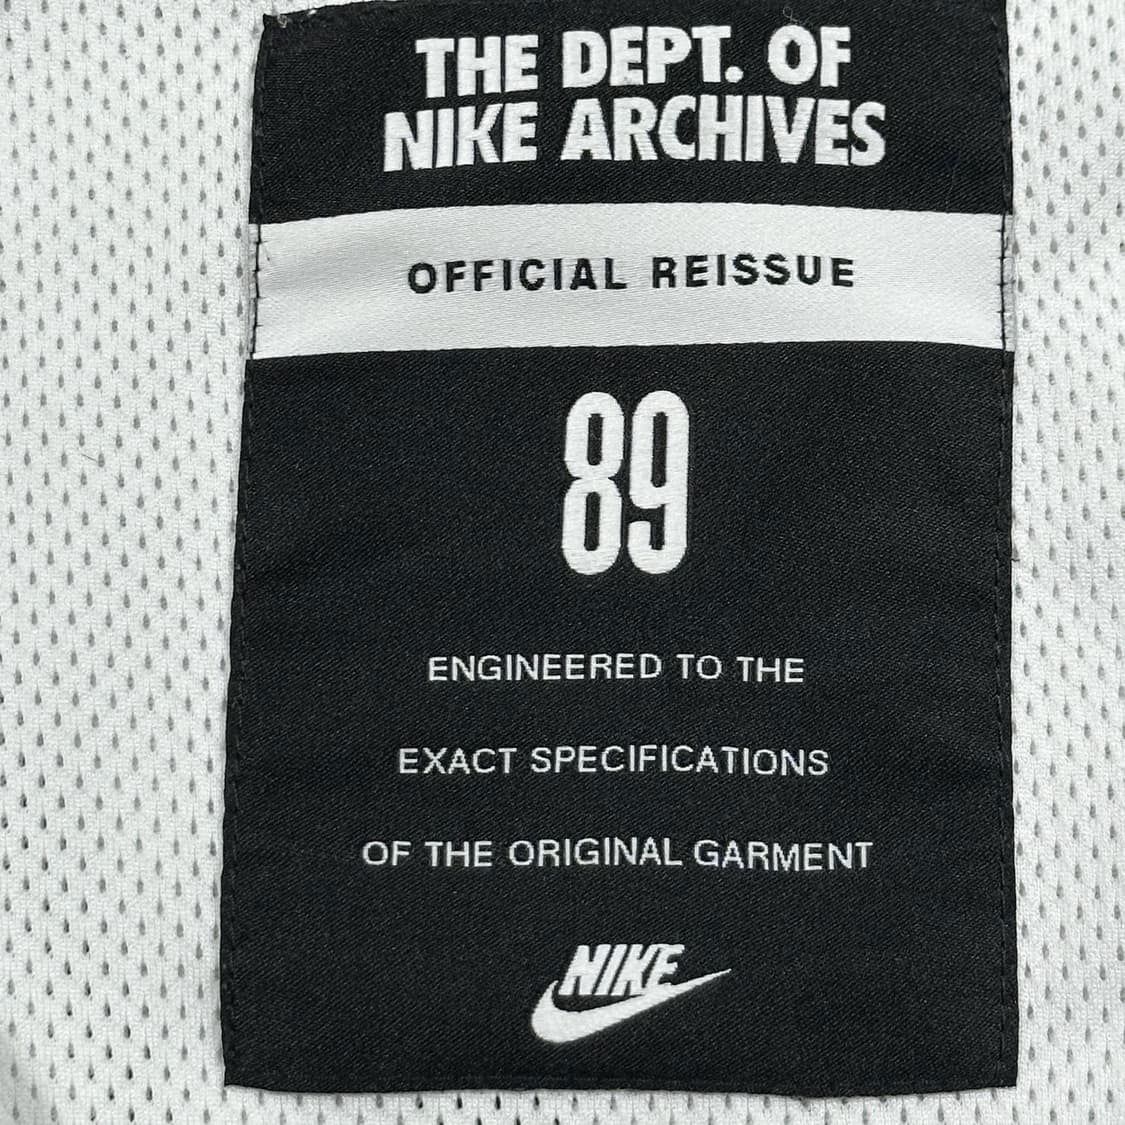 THE DEPT. OF
NIKE ARCHIVES
OFFICIAL REISSUE
89
ENGINEERED TO THE
EXACT SPECIFICATIONS
OF THE ORIGINAL GARMENT
NIKE